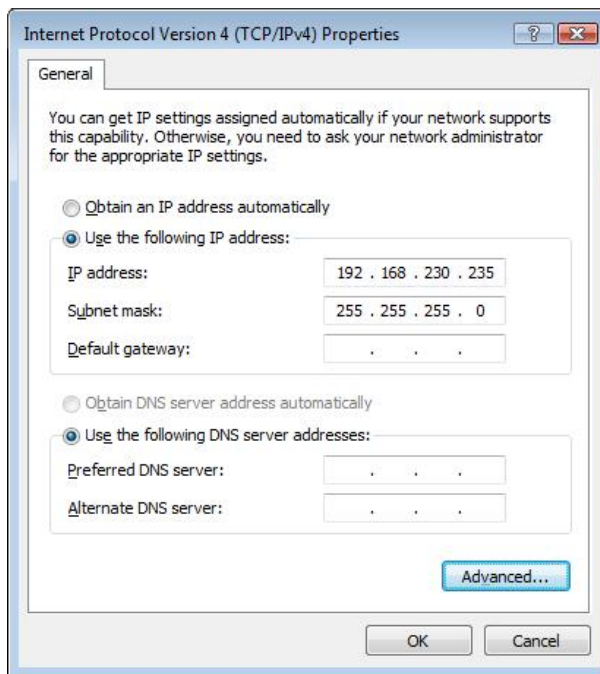 Internet Protocol Version 4 (TCP/IPv4) Properties
General
You can get IP settings assigned automatically if your network supports
this capability. Otherwise, you need to ask your network administrator
for the appropriate IP settings.
Obtain an IP address automatically
Use the following IP address:
IP address: 192 . 168 . 230 . 235
Subnet mask: 255 . 255 . 255 . 0
Default gateway: . . .
Obtain DNS server address automatically
Use the following DNS server addresses:
Preferred DNS server: . . .
Alternate DNS server: . . .
Advanced...
OK Cancel